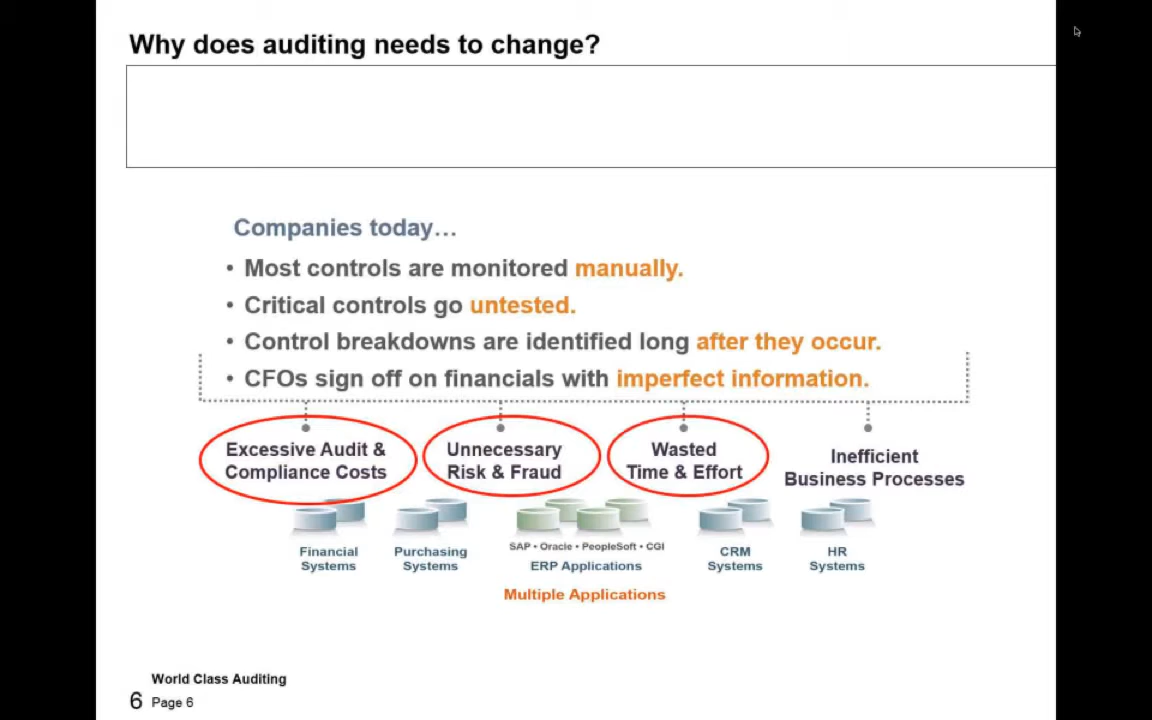 Why does auditing needs to change?
Companies today…
• Most controls are monitored manually.
• Critical controls go untested.
• Control breakdowns are identified long after they occur.
• CFOs sign off on financials with imperfect information.
Excessive Audit &
Compliance Costs
Unnecessary
Risk & Fraud
Wasted
Time & Effort
Inefficient
Business Processes
Financial
Systems
Purchasing
Systems
SAP • Oracle • PeopleSoft • CGI
ERP Applications
CRM
Systems
HR
Systems
Multiple Applications
World Class Auditing
6 Page 6